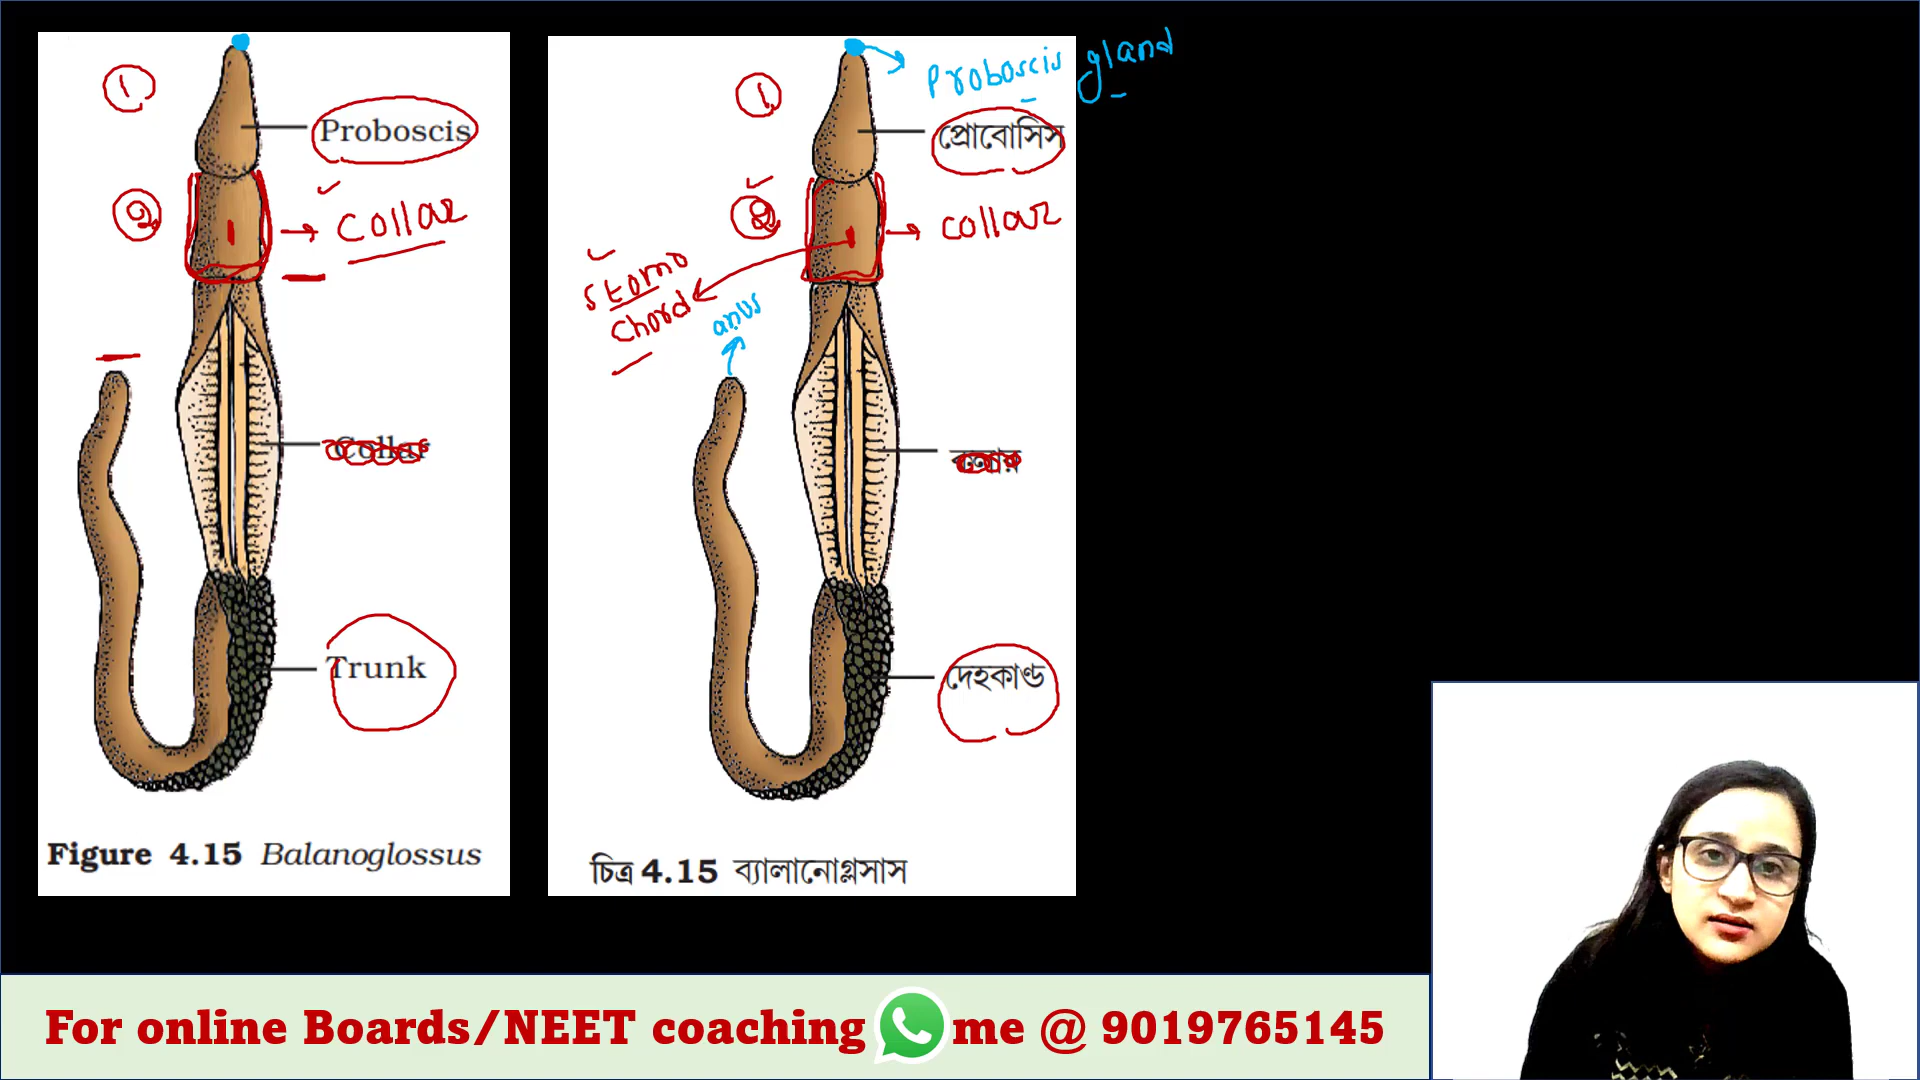 1
Proboscis
2
→ Collar
Collar
Trunk
Figure 4.15 Balanoglossus
1
Proboscis gland
প্রোবোসিস
2
→ collar
stomo
chord
anus
কলার
দেহকাণ্ড
চিত্র 4.15 ব্যালানোগ্লসাস
For online Boards/NEET coaching me @ 9019765145